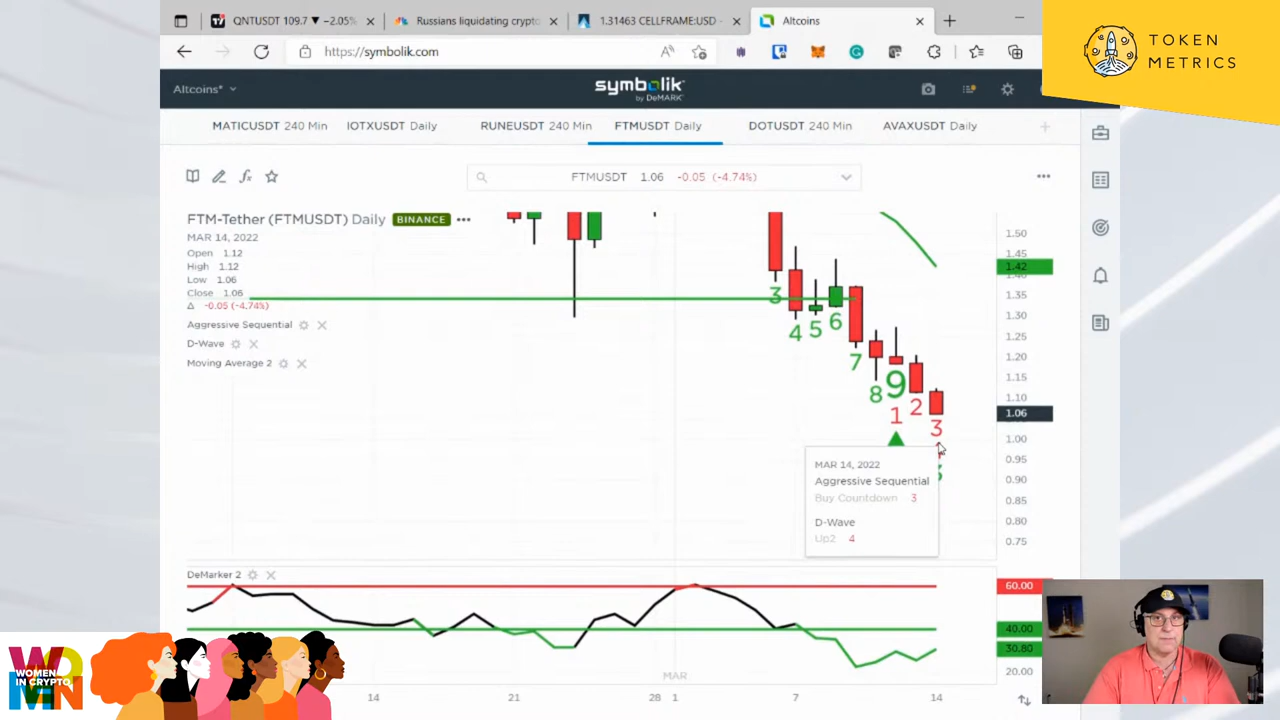 QNTUSDT 109.7 ▼ −2.05%
Russians liquidating crypto
1.31463 CELLFRAME:USD -
Altcoins
https://symbolik.com
TOKEN
METRICS
Altcoins*
symbolik
by DeMARK
MATICUSDT 240 Min
IOTXUSDT Daily
RUNEUSDT 240 Min
FTMUSDT Daily
DOTUSDT 240 Min
AVAXUSDT Daily
FTMUSDT 1.06 -0.05 (-4.74%)
FTM-Tether (FTMUSDT) Daily BINANCE
MAR 14, 2022
Open 1.12
High 1.12
Low 1.06
Close 1.06
Δ -0.05 (-4.74%)
Aggressive Sequential
D-Wave
Moving Average 2
3
4
5
6
7
8
9
1
2
3
1.50
1.45
1.42
1.40
1.35
1.30
1.25
1.20
1.15
1.10
1.06
1.00
0.95
0.90
0.85
0.80
0.75
MAR 14, 2022
Aggressive Sequential
Buy Countdown 3
D-Wave
Up2 4
DeMarker 2
60.00
40.00
30.80
20.00
MAR
14
21
28
1
7
14
WOMEN
WOMEN
IN CRYPTO